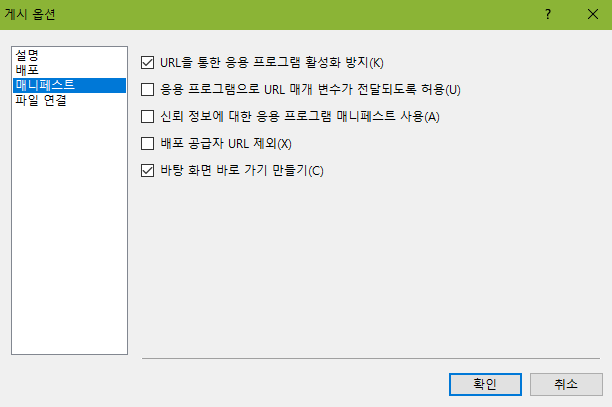 게시 옵션
설명
배포
매니페스트
파일 연결
URL을 통한 응용 프로그램 활성화 방지(K)
응용 프로그램으로 URL 매개 변수가 전달되도록 허용(U)
신뢰 정보에 대한 응용 프로그램 매니페스트 사용(A)
배포 공급자 URL 제외(X)
바탕 화면 바로 가기 만들기(C)
확인
취소